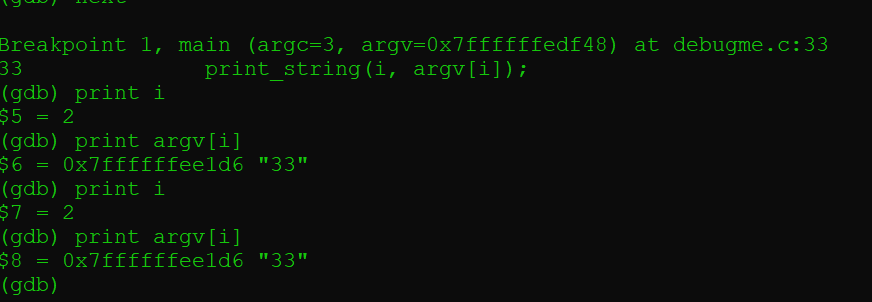 (gdb) next
Breakpoint 1, main (argc=3, argv=0x7ffffffedf48) at debugme.c:33
33 print_string(i, argv[i]);
(gdb) print i
$5 = 2
(gdb) print argv[i]
$6 = 0x7ffffffee1d6 "33"
(gdb) print i
$7 = 2
(gdb) print argv[i]
$8 = 0x7ffffffee1d6 "33"
(gdb)